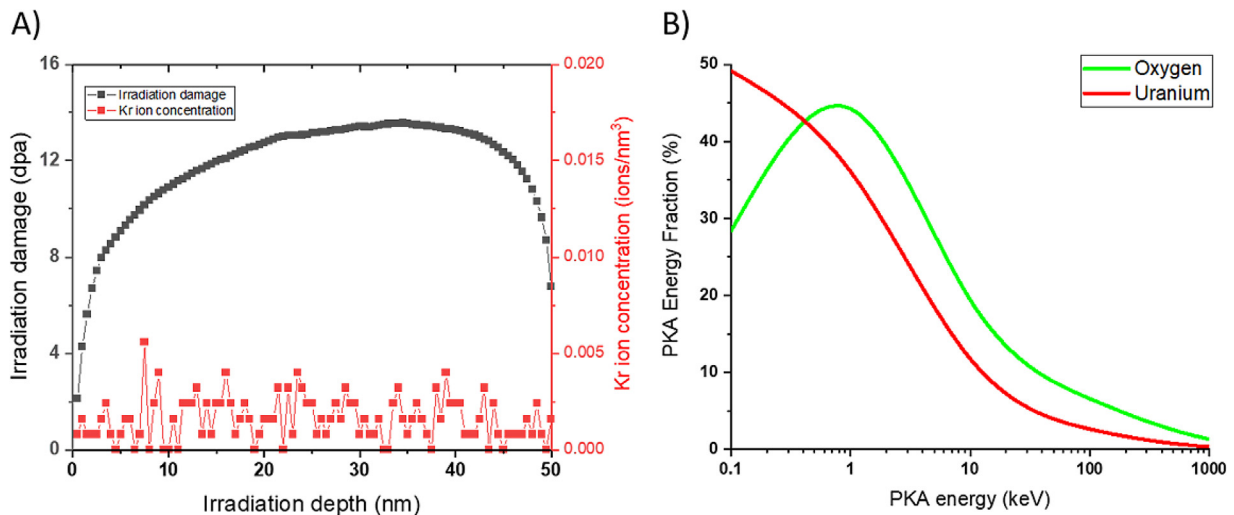 A)
B)
16
12
8
4
0
Irradiation damage (dpa)
Irradiation damage
Kr ion concentration
0.020
0.015
0.010
0.005
0.000
Kr ion concentration (ions/nm³)
0 10 20 30 40 50
Irradiation depth (nm)
50
40
30
20
10
0
PKA Energy Fraction (%)
Oxygen
Uranium
0.1 1 10 100 1000
PKA energy (keV)